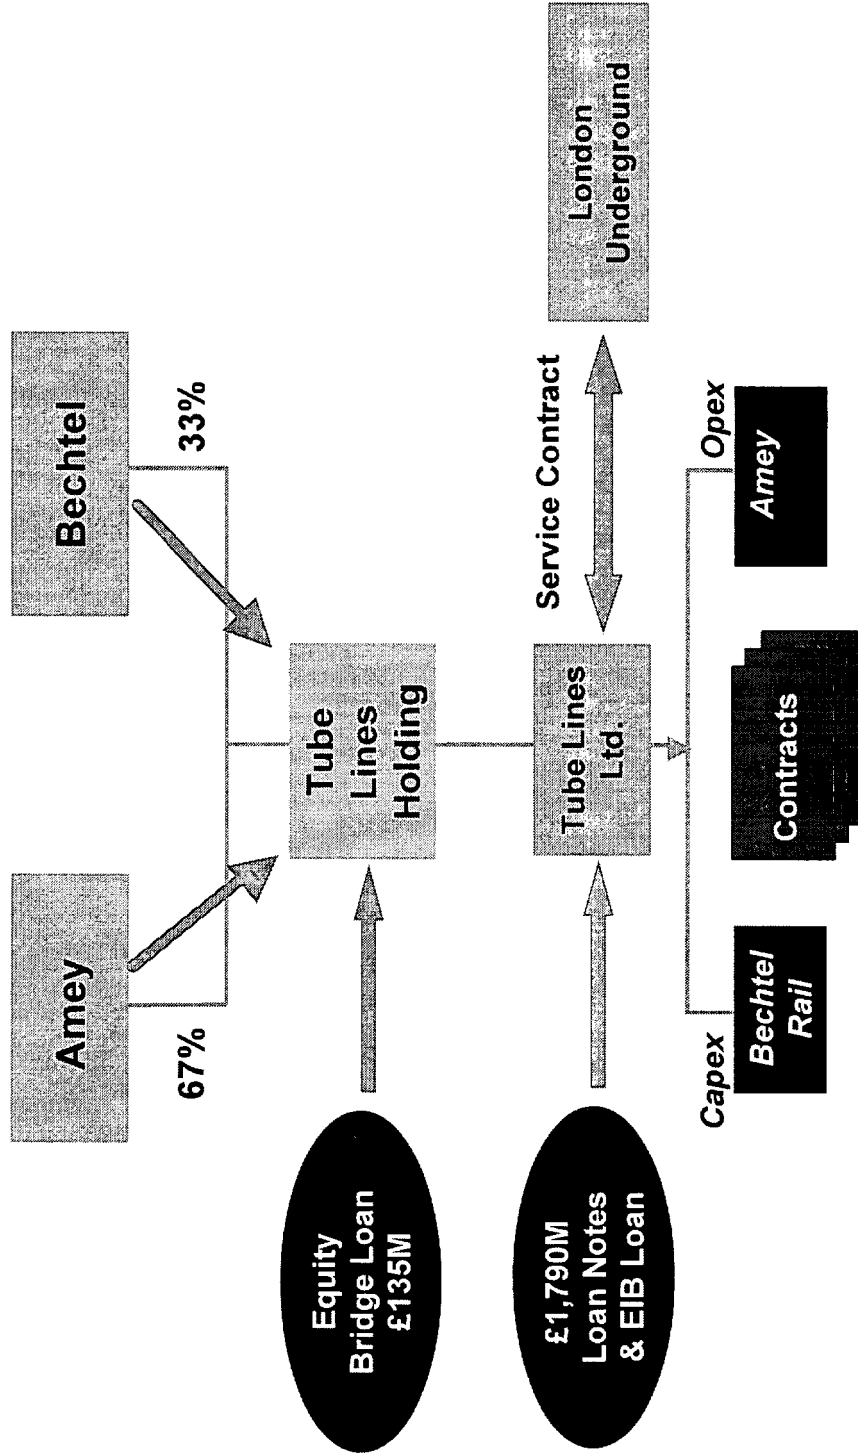 Amey
Bechtel
67%
33%
Equity
Bridge Loan
£135M
Tube
Lines
Holding
£1,790M
Loan Notes
& EIB Loan
Tube Lines
Ltd.
Service Contract
London
Underground
Capex
Opex
Bechtel
Rail
Contracts
Amey